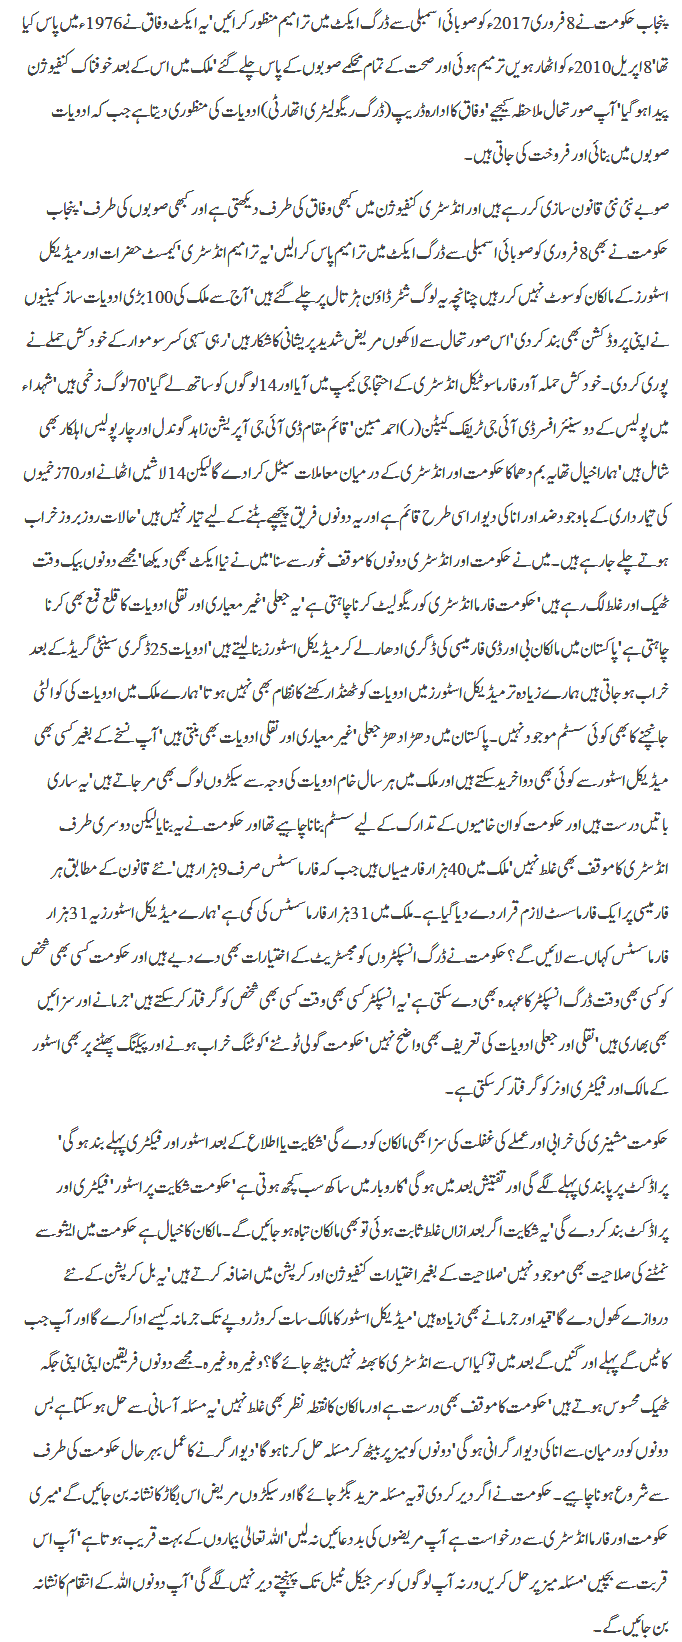 پنجاب حکومت نے 8 فروری 2017ء کو صوبائی اسمبلی سے ڈرگ ایکٹ میں ترامیم منظور کرائیں' یہ ایکٹ وفاق نے 1976ء میں پاس کیا
تھا' 8 اپریل 2010ء کو اٹھارہویں ترمیم ہوئی اور صحت کے تمام محکمے صوبوں کے پاس چلے گئے' ملک میں اس کے بعد خوفناک کنفیوژن
پیدا ہو گیا' آپ صورتحال ملاحظہ کیجیے' وفاق کا ادارہ ڈریپ (ڈرگ ریگولیٹری اتھارٹی) ادویات کی منظوری دیتا ہے جب کہ ادویات
صوبوں میں بنائی اور فروخت کی جاتی ہیں۔
صوبے نئی نئی قانون سازی کر رہے ہیں اور انڈسٹری کنفیوژن میں کبھی وفاق کی طرف دیکھتی ہے اور کبھی صوبوں کی طرف' پنجاب
حکومت نے بھی 8 فروری کو صوبائی اسمبلی سے ڈرگ ایکٹ میں ترامیم پاس کرالیں' یہ ترامیم انڈسٹری' کیمسٹ حضرات اور میڈیکل
اسٹورز کے مالکان کو سوٹ نہیں کر رہیں چنانچہ یہ لوگ شٹر ڈاؤن ہڑتال پر چلے گئے ہیں' آج سے ملک کی 100 بڑی ادویات ساز کمپنیوں
نے اپنی پروڈکشن بھی بند کر دی' اس صورتحال سے لاکھوں مریض شدید پریشانی کا شکار ہیں' رہی سہی کسر سوموار کے خودکش حملے نے
پوری کر دی۔ خودکش حملہ آور فارماسوٹیکل انڈسٹری کے احتجاجی کیمپ میں آیا اور 14 لوگوں کو ساتھ لے گیا' 70 لوگ زخمی ہیں' شہداء
میں پولیس کے دو سینئر افسر ڈی آئی جی ٹریفک کیپٹن (ر) احمد مبین' قائم مقام ڈی آئی جی آپریشن زاہد گوندل اور چار پولیس اہلکار بھی
شامل ہیں' ہمارا خیال تھا یہ بم دھماکا حکومت اور انڈسٹری کے درمیان معاملات سیٹل کرا دے گا لیکن 14 لاشیں اٹھانے اور 70 زخمیوں
کی تیمارداری کے باوجود ضد اور انا کی دیوار اسی طرح قائم ہے اور یہ دونوں فریق پیچھے ہٹنے کے لیے تیار نہیں ہیں' حالات روز بروز خراب
ہوتے چلے جا رہے ہیں۔ میں نے حکومت اور انڈسٹری دونوں کا موقف غور سے سنا' میں نے نیا ایکٹ بھی دیکھا' مجھے دونوں بیک وقت
ٹھیک اور غلط لگ رہے ہیں' حکومت فارما انڈسٹری کو ریگولیٹ کرنا چاہتی ہے' یہ جعلی' غیر معیاری اور نقلی ادویات کا قلع قمع بھی کرنا
چاہتی ہے' پاکستان میں مالکان بی اور ڈی فارمیسی کی ڈگری ادھار لے کر میڈیکل اسٹورز بنا لیتے ہیں' ادویات 25 ڈگری سینٹی گریڈ کے بعد
خراب ہو جاتی ہیں ہمارے زیادہ تر میڈیکل اسٹورز میں ادویات کو ٹھنڈا رکھنے کا نظام بھی نہیں ہوتا' ہمارے ملک میں ادویات کی کوالٹی
جانچنے کا بھی کوئی سسٹم موجود نہیں۔ پاکستان میں دھڑا دھڑ جعلی' غیر معیاری اور نقلی ادویات بھی بنتی ہیں' آپ نسخے کے بغیر کسی بھی
میڈیکل اسٹور سے کوئی بھی دوا خرید سکتے ہیں اور ملک میں ہر سال خام ادویات کی وجہ سے سیکڑوں لوگ بھی مر جاتے ہیں' یہ ساری
باتیں درست ہیں اور حکومت کو ان خامیوں کے تدارک کے لیے سسٹم بنانا چاہیے تھا اور حکومت نے یہ بنایا لیکن دوسری طرف
انڈسٹری کا موقف بھی غلط نہیں' ملک میں 40 ہزار فارمیسیاں ہیں جب کہ فارماسسٹس صرف 9 ہزار ہیں' نئے قانون کے مطابق ہر
فارمیسی پر ایک فارماسسٹ لازم قرار دے دیا گیا ہے۔ ملک میں 31 ہزار فارماسسٹس کی کمی ہے' ہمارے میڈیکل اسٹورز یہ 31 ہزار
فارماسسٹس کہاں سے لائیں گے؟ حکومت نے ڈرگ انسپکٹروں کو مجسٹریٹ کے اختیارات بھی دے دیے ہیں اور حکومت کسی بھی شخص
کو کسی بھی وقت ڈرگ انسپکٹر کا عہدہ بھی دے سکتی ہے' یہ انسپکٹر کسی بھی وقت کسی بھی شخص کو گرفتار کر سکتے ہیں' جرمانے اور سزائیں
بھی بھاری ہیں' نقلی اور جعلی ادویات کی تعریف بھی واضح نہیں' حکومت گولی ٹوٹنے' کوٹنگ خراب ہونے اور پیکنگ پھٹنے پر بھی اسٹور
کے مالک اور فیکٹری اونر کو گرفتار کر سکتی ہے۔
حکومت مشینری کی خرابی اور عملے کی غفلت کی سزا بھی مالکان کو دے گی' شکایت یا اطلاع کے بعد اسٹور اور فیکٹری پہلے بند ہو گی'
پراڈکٹ پر پابندی پہلے لگے گی اور تفتیش بعد میں ہو گی' کاروبار میں ساکھ سب کچھ ہوتی ہے' حکومت شکایت پر اسٹور' فیکٹری اور
پراڈکٹ بند کر دے گی' یہ شکایت اگر بعد ازاں غلط ثابت ہوئی تو بھی مالکان تباہ ہو جائیں گے۔ مالکان کا خیال ہے حکومت میں ایشو سے
نمٹنے کی صلاحیت بھی موجود نہیں' صلاحیت کے بغیر اختیارات کنفیوژن اور کرپشن میں اضافہ کرتے ہیں' یہ بل کرپشن کے نئے
دروازے کھول دے گا' قید اور جرمانے بھی زیادہ ہیں' میڈیکل اسٹور کا مالک سات کروڑ روپے تک جرمانہ کیسے ادا کرے گا اور آپ جب
کاٹیں گے پہلے اور گنیں گے بعد میں تو کیا اس سے انڈسٹری کا بھٹہ نہیں بیٹھ جائے گا؟ وغیرہ وغیرہ۔ مجھے دونوں فریقین اپنی اپنی جگہ
ٹھیک محسوس ہوتے ہیں' حکومت کا موقف بھی درست ہے اور مالکان کا نقطہ نظر بھی غلط نہیں' یہ مسئلہ آسانی سے حل ہو سکتا ہے بس
دونوں کو درمیان سے انا کی دیوار گرانی ہو گی' دونوں کو میز پر بیٹھ کر مسئلہ حل کرنا ہو گا' دیوار گرنے کا عمل بہرحال حکومت کی طرف
سے شروع ہونا چاہیے۔ حکومت نے اگر دیر کر دی تو یہ مسئلہ مزید بگڑ جائے گا اور سیکڑوں مریض اس بگاڑ کا نشانہ بن جائیں گے' میری
حکومت اور فارما انڈسٹری سے درخواست ہے آپ مریضوں کی بددعائیں نہ لیں' اللہ تعالیٰ بیماروں کے بہت قریب ہوتا ہے' آپ اس
قربت سے بچیں' مسئلہ میز پر حل کریں ورنہ آپ لوگوں کو سرجیکل ٹیبل تک پہنچتے دیر نہیں لگے گی' آپ دونوں اللہ کے انتقام کا نشانہ
بن جائیں گے۔